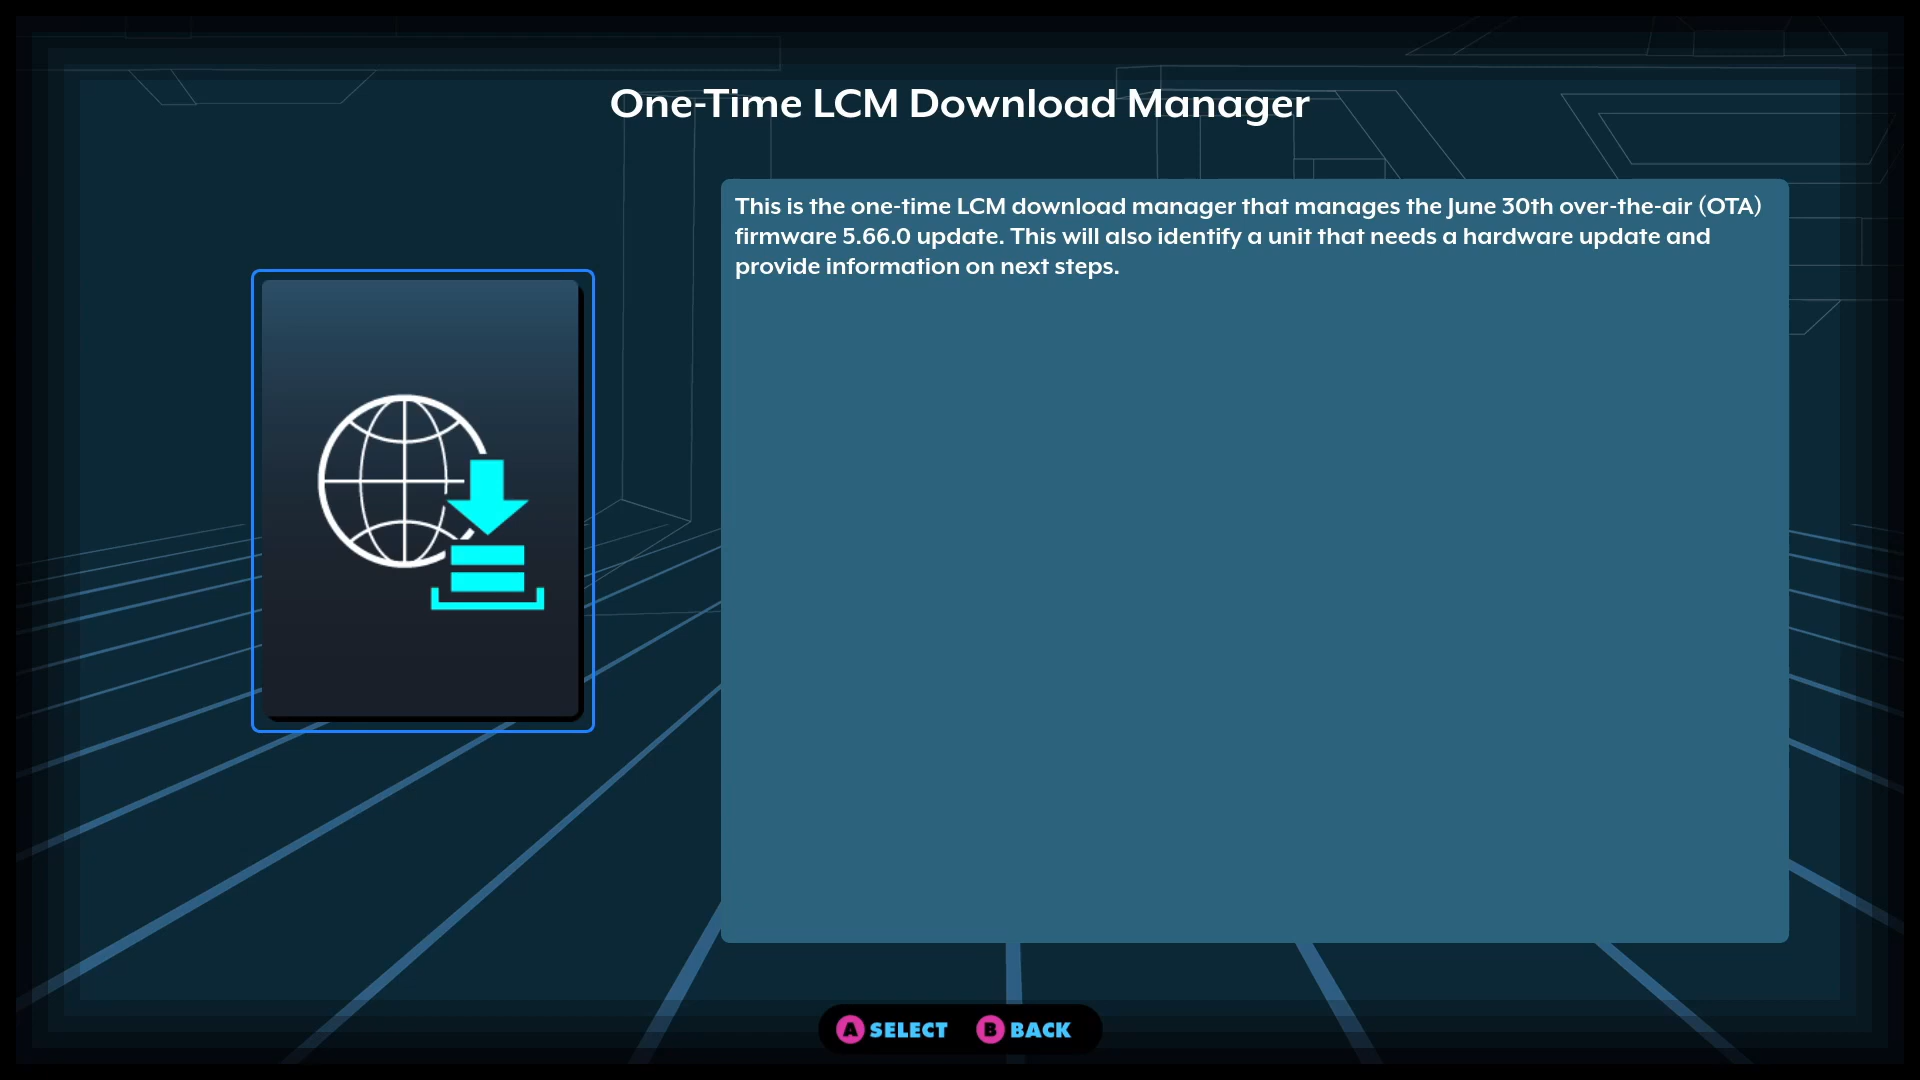 One-Time LCM Download Manager
This is the one-time LCM download manager that manages the June 30th over-the-air (OTA)
firmware 5.66.0 update. This will also identify a unit that needs a hardware update and
provide information on next steps.
A SELECT B BACK